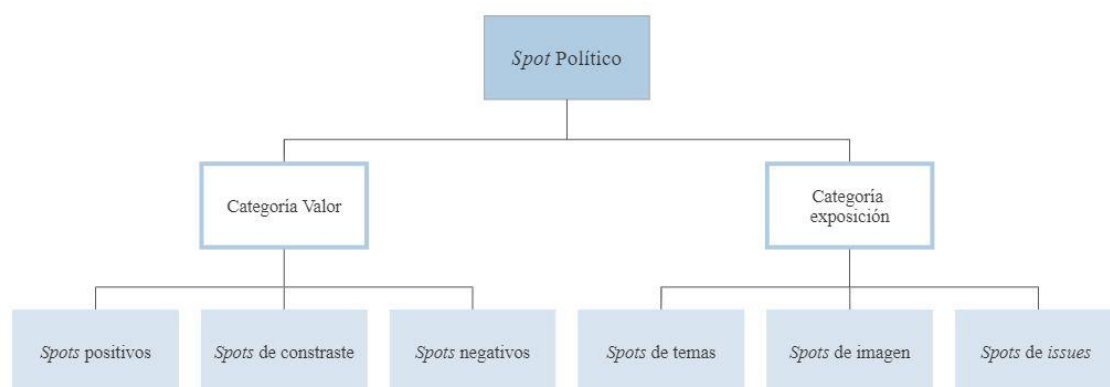 Spot Político
Categoría Valor
Categoría
exposición
Spots positivos
Spots de constraste
Spots negativos
Spots de temas
Spots de imagen
Spots de issues